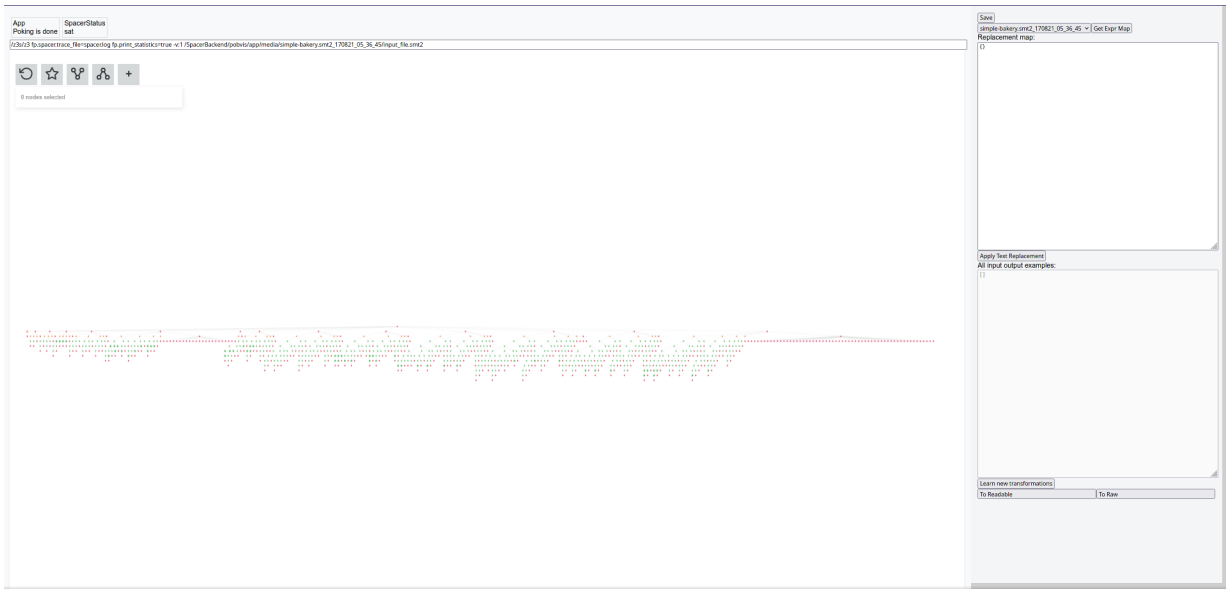 App SpacerStatus
Poking is done sat
/z3s/z3 fp.spacer.trace_file=spacer.log fp.print_statistics=true -v:1 /SpacerBackend/pobvis/app/media/simple-bakery.smt2_170821_05_36_45/input_file.smt2
+
0 nodes selected
Save
simple-bakery.smt2_170821_05_36_45 Get Expr Map
Replacement map:
{}
Apply Text Replacement
All input output examples:
[]
Learn new transformations
To Readable To Raw